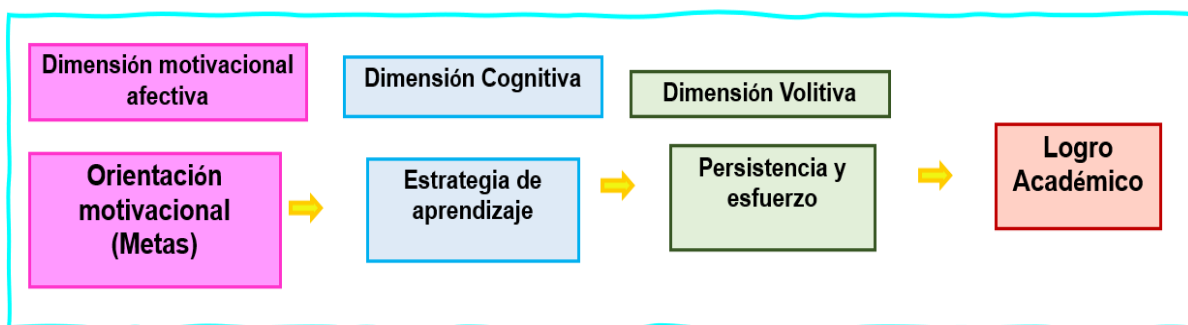 Dimensión motivacional
afectiva
Dimensión Cognitiva
Dimensión Volitiva
Orientación
motivacional
(Metas)
Estrategia de
aprendizaje
Persistencia y
esfuerzo
Logro
Académico